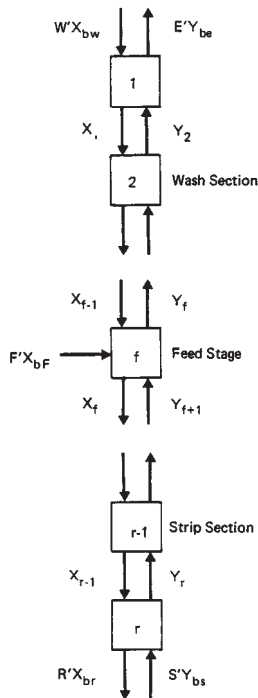 W'X_bw E'Y_be
1
X, Y_2
2 Wash Section
X_f-1 Y_f
F'X_bF f Feed Stage
X_f Y_f+1
r-1 Strip Section
X_r-1 Y_r
r
R'X_br S'Y_bs